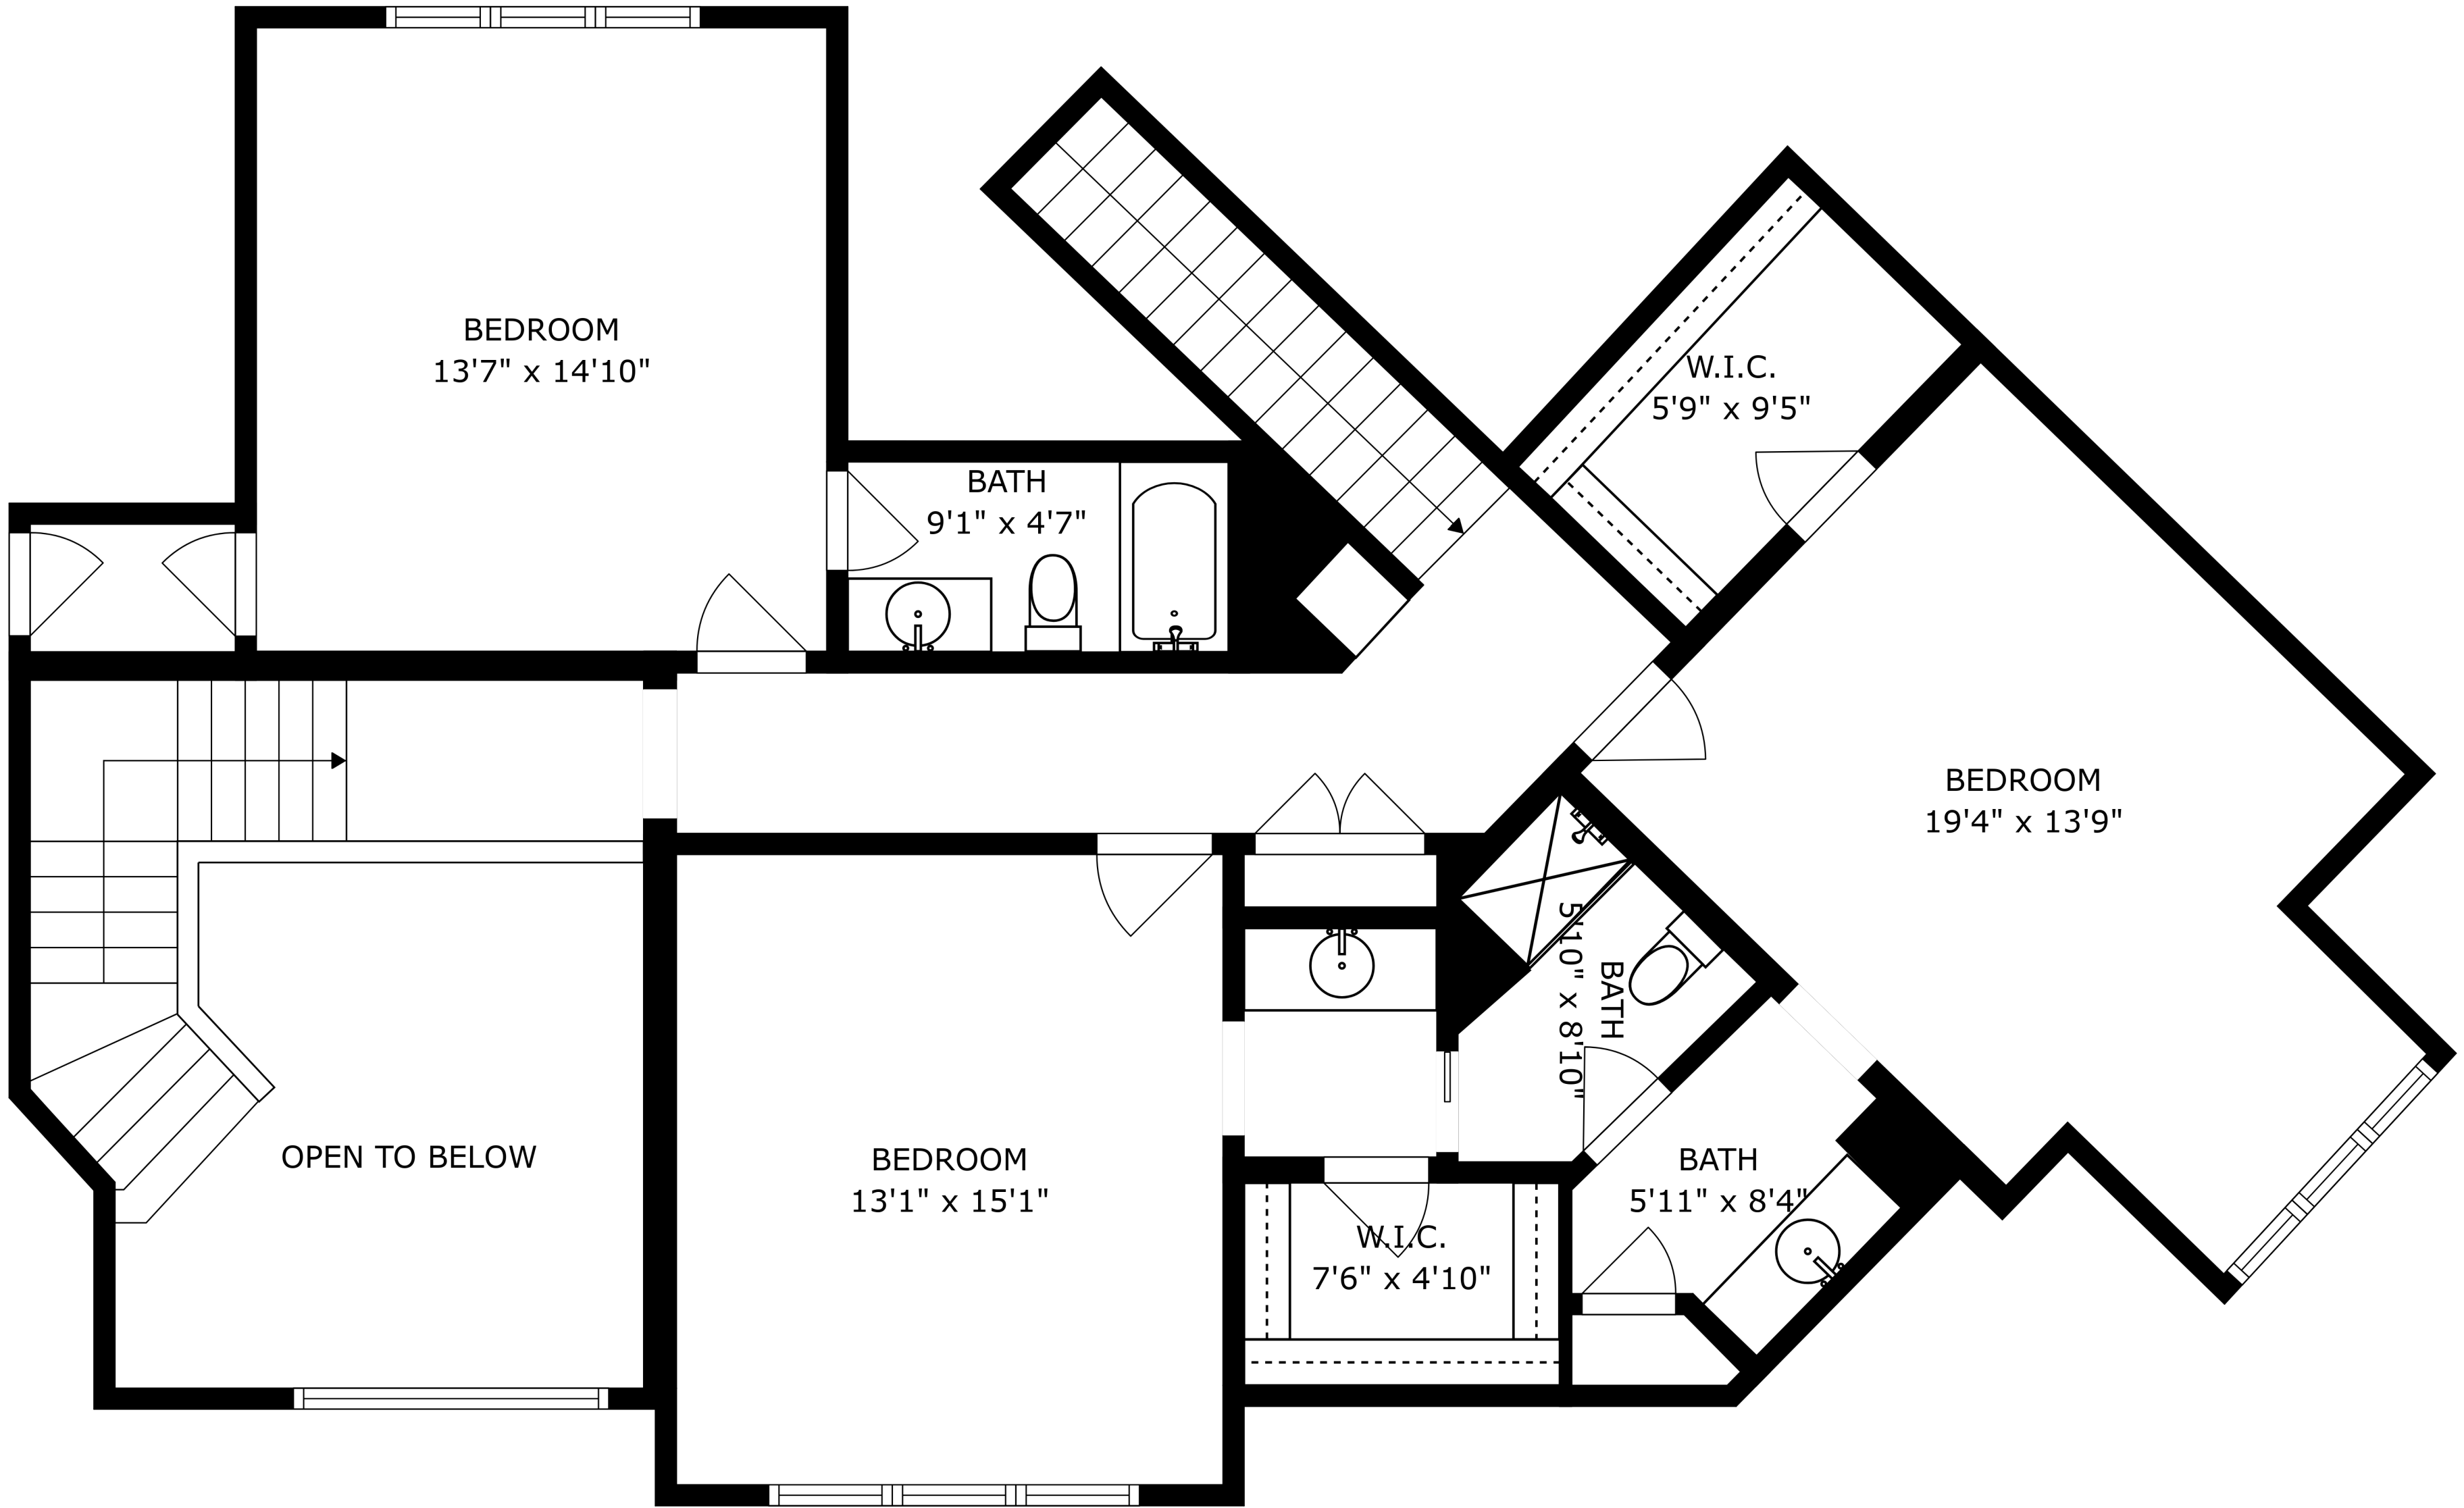 BEDROOM
13'7" x 14'10"
BATH
9'1" x 4'7"
W.I.C.
5'9" x 9'5"
BEDROOM
19'4" x 13'9"
BATH
5'10" x 8'10"
OPEN TO BELOW
BEDROOM
13'1" x 15'1"
BATH
5'11" x 8'4"
W.I.C.
7'6" x 4'10"